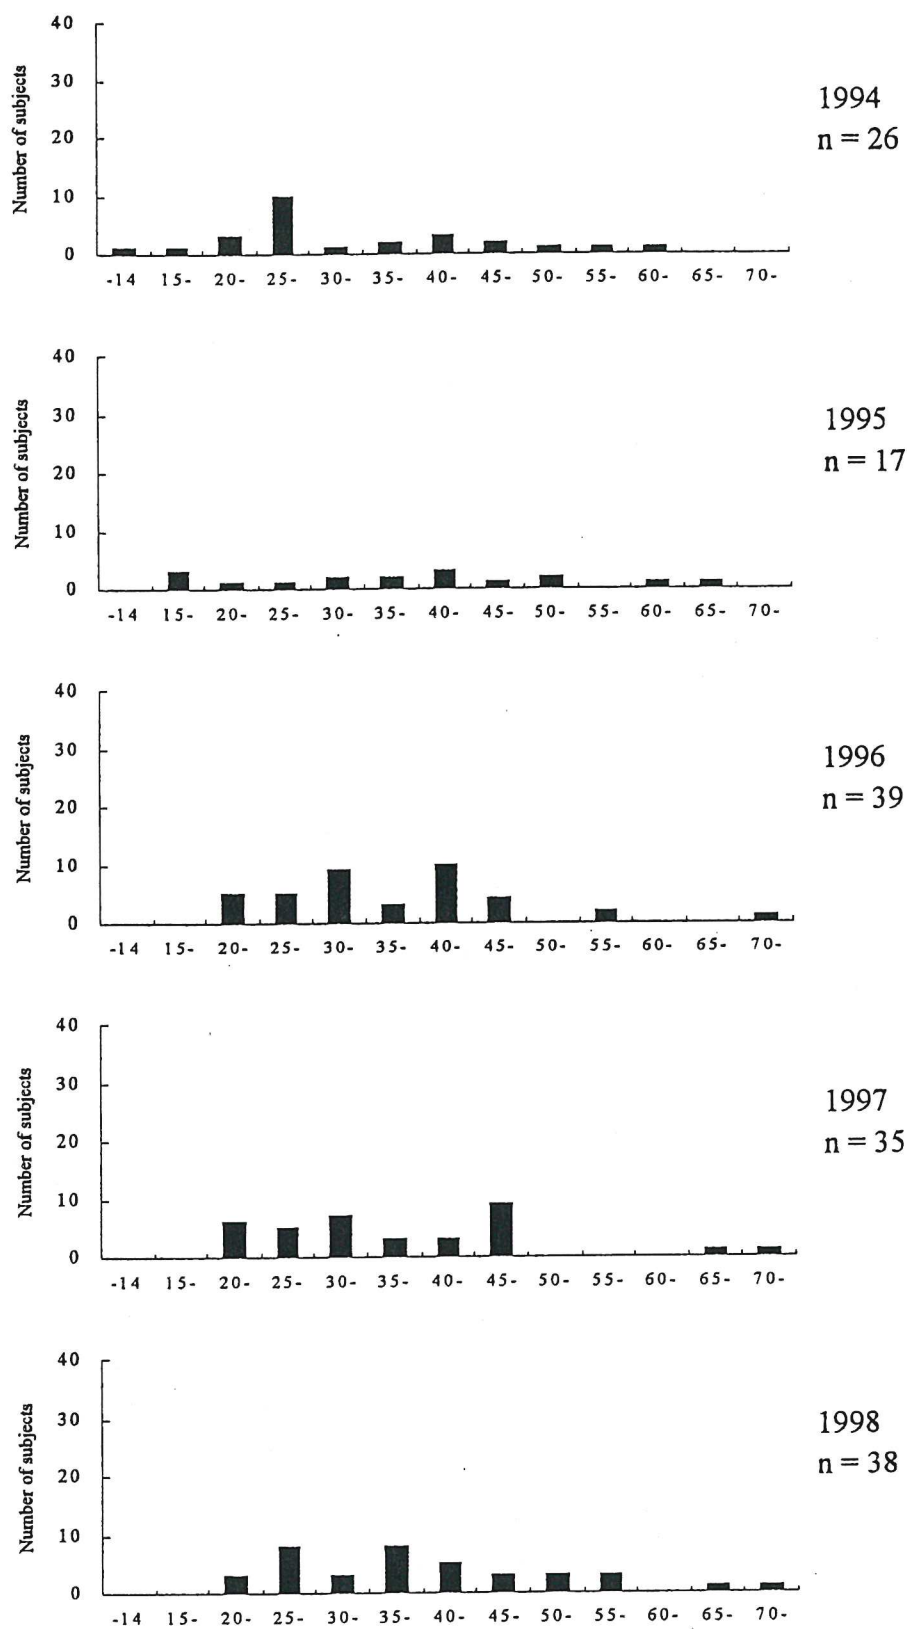 Number of subjects
40
30
20
10
0
-14 15- 20- 25- 30- 35- 40- 45- 50- 55- 60- 65- 70-
1994
n = 26
Number of subjects
40
30
20
10
0
-14 15- 20- 25- 30- 35- 40- 45- 50- 55- 60- 65- 70-
1995
n = 17
Number of subjects
40
30
20
10
0
-14 15- 20- 25- 30- 35- 40- 45- 50- 55- 60- 65- 70-
1996
n = 39
Number of subjects
40
30
20
10
0
-14 15- 20- 25- 30- 35- 40- 45- 50- 55- 60- 65- 70-
1997
n = 35
Number of subjects
40
30
20
10
0
-14 15- 20- 25- 30- 35- 40- 45- 50- 55- 60- 65- 70-
1998
n = 38